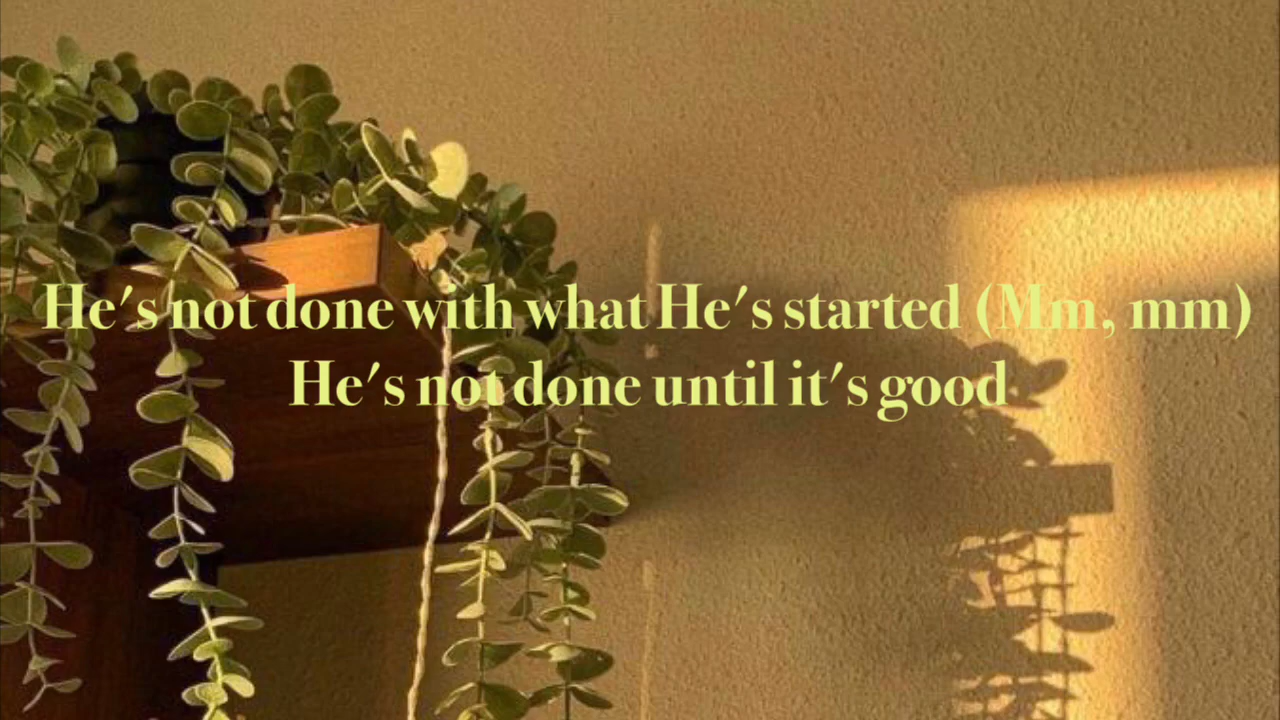 He's not done with what He's started (Mm, mm)
He's not done until it's good